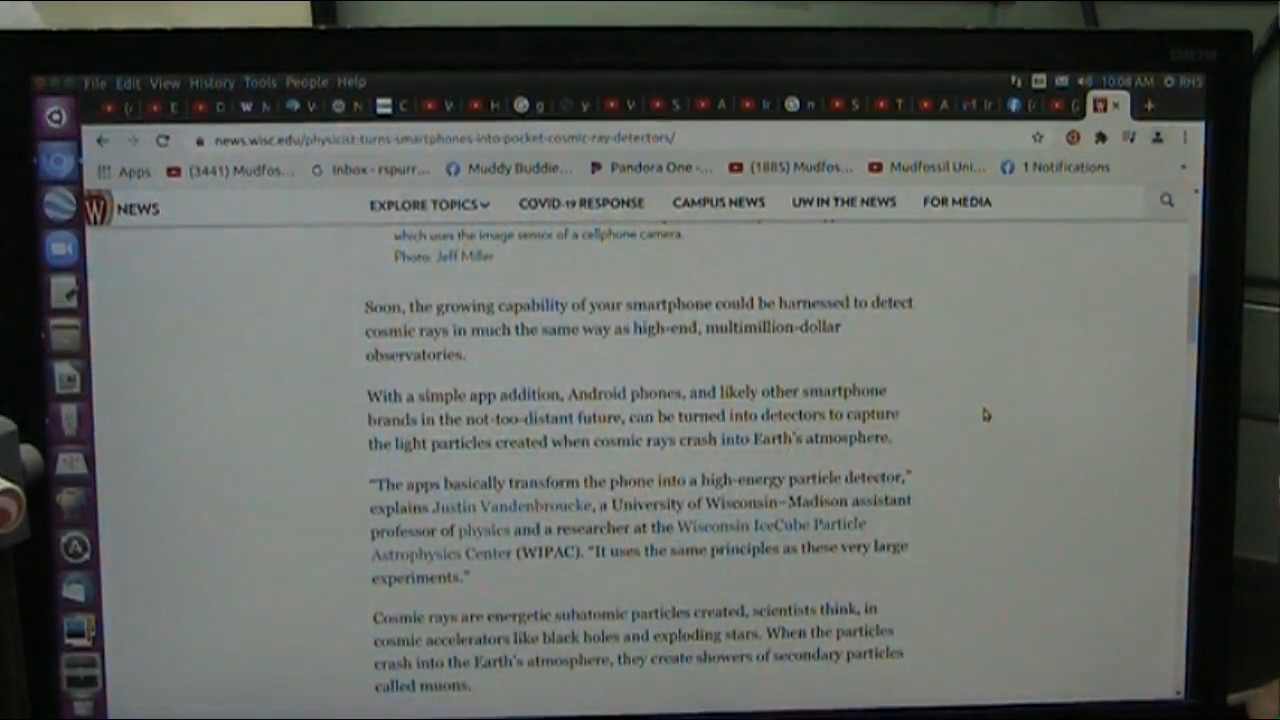 File Edit View History Tools People Help
10:08 AM RHS
news.wisc.edu/physicist-turns-smartphones-into-pocket-cosmic-ray-detectors/
Apps (3441) Mudfos... Inbox - rspurr... Muddy Buddie... Pandora One -... (1885) Mudfos... Mudfossil Uni... 1 Notifications
W NEWS EXPLORE TOPICS COVID-19 RESPONSE CAMPUS NEWS UW IN THE NEWS FOR MEDIA
which uses the image sensor of a cellphone camera.
Photo: Jeff Miller
Soon, the growing capability of your smartphone could be harnessed to detect
cosmic rays in much the same way as high-end, multimillion-dollar
observatories.
With a simple app addition, Android phones, and likely other smartphone
brands in the not-too-distant future, can be turned into detectors to capture
the light particles created when cosmic rays crash into Earth's atmosphere.
"The apps basically transform the phone into a high-energy particle detector,"
explains Justin Vandenbroucke, a University of Wisconsin–Madison assistant
professor of physics and a researcher at the Wisconsin IceCube Particle
Astrophysics Center (WIPAC). "It uses the same principles as these very large
experiments."
Cosmic rays are energetic subatomic particles created, scientists think, in
cosmic accelerators like black holes and exploding stars. When the particles
crash into the Earth's atmosphere, they create showers of secondary particles
called muons.